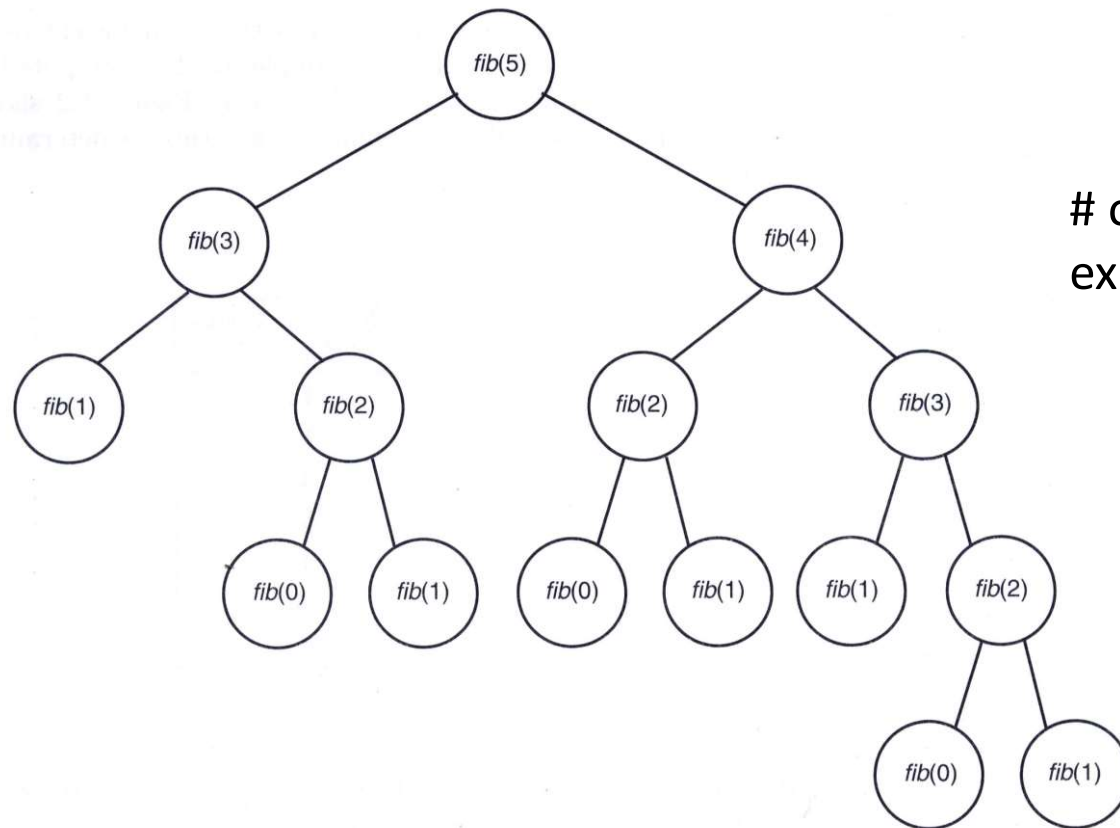 fib(5)
fib(3) fib(4)
# 
ex
fib(1) fib(2) fib(2) fib(3)
fib(0) fib(1) fib(0) fib(1) fib(1) fib(2)
fib(0) fib(1)